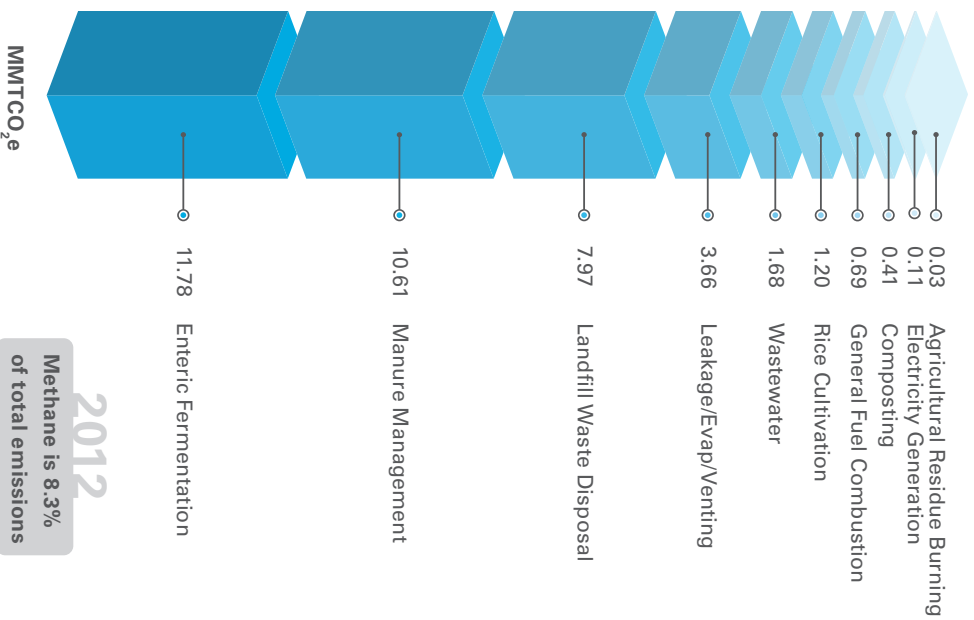 0.03 Agricultural Residue Burning
0.11 Electricity Generation
0.41 Composting
0.69 General Fuel Combustion
1.20 Rice Cultivation
1.68 Wastewater
3.66 Leakage/Evap/Venting
7.97 Landfill Waste Disposal
10.61 Manure Management
11.78 Enteric Fermentation
MMTCO₂e
2012
Methane is 8.3%
of total emissions